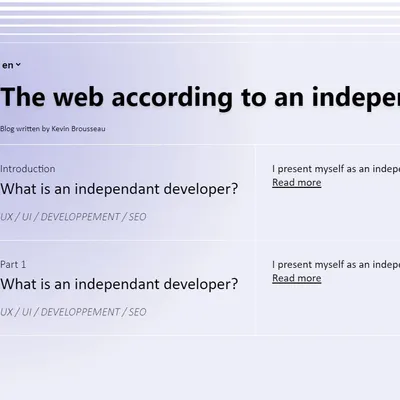 en
The web according to an indepe
Blog written by Kevin Brousseau
Introduction
What is an independant developer?
UX / UI / DEVELOPPEMENT / SEO
I present myself as an indepe
Read more
Part 1
What is an independant developer?
UX / UI / DEVELOPPEMENT / SEO
I present myself as an indepe
Read more